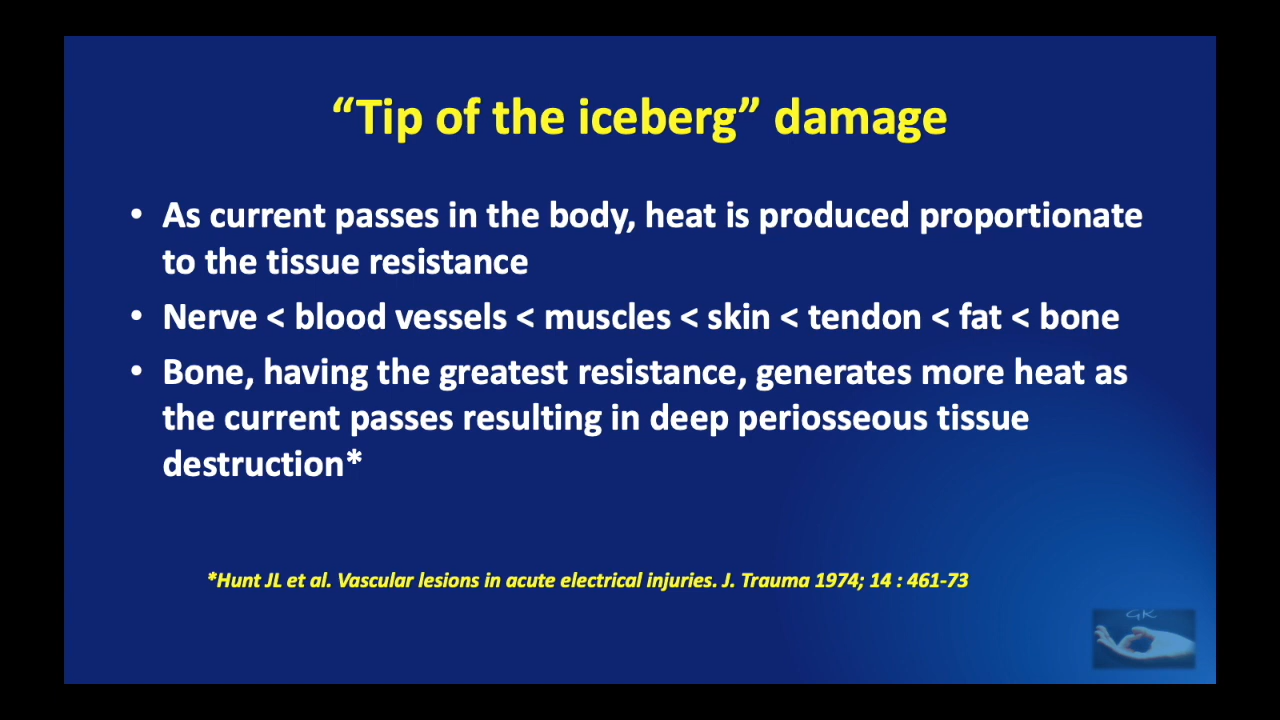 “Tip of the iceberg” damage
• As current passes in the body, heat is produced proportionate
to the tissue resistance
• Nerve < blood vessels < muscles < skin < tendon < fat < bone
• Bone, having the greatest resistance, generates more heat as
the current passes resulting in deep periosseous tissue
destruction*
*Hunt JL et al. Vascular lesions in acute electrical injuries. J. Trauma 1974; 14 : 461-73
GK